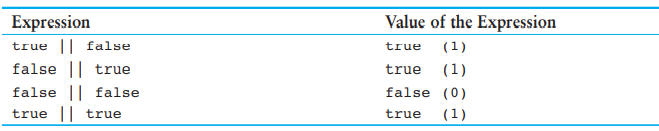 Expression Value of the Expression
true || false true (1)
false || true true (1)
false || false false (0)
true || true true (1)